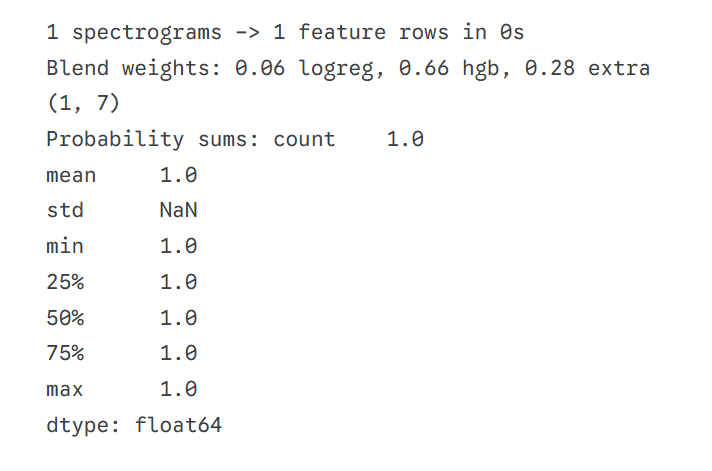 1 spectrograms -> 1 feature rows in 0s
Blend weights: 0.06 logreg, 0.66 hgb, 0.28 extra
(1, 7)
Probability sums: count    1.0
mean     1.0
std      NaN
min      1.0
25%      1.0
50%      1.0
75%      1.0
max      1.0
dtype: float64